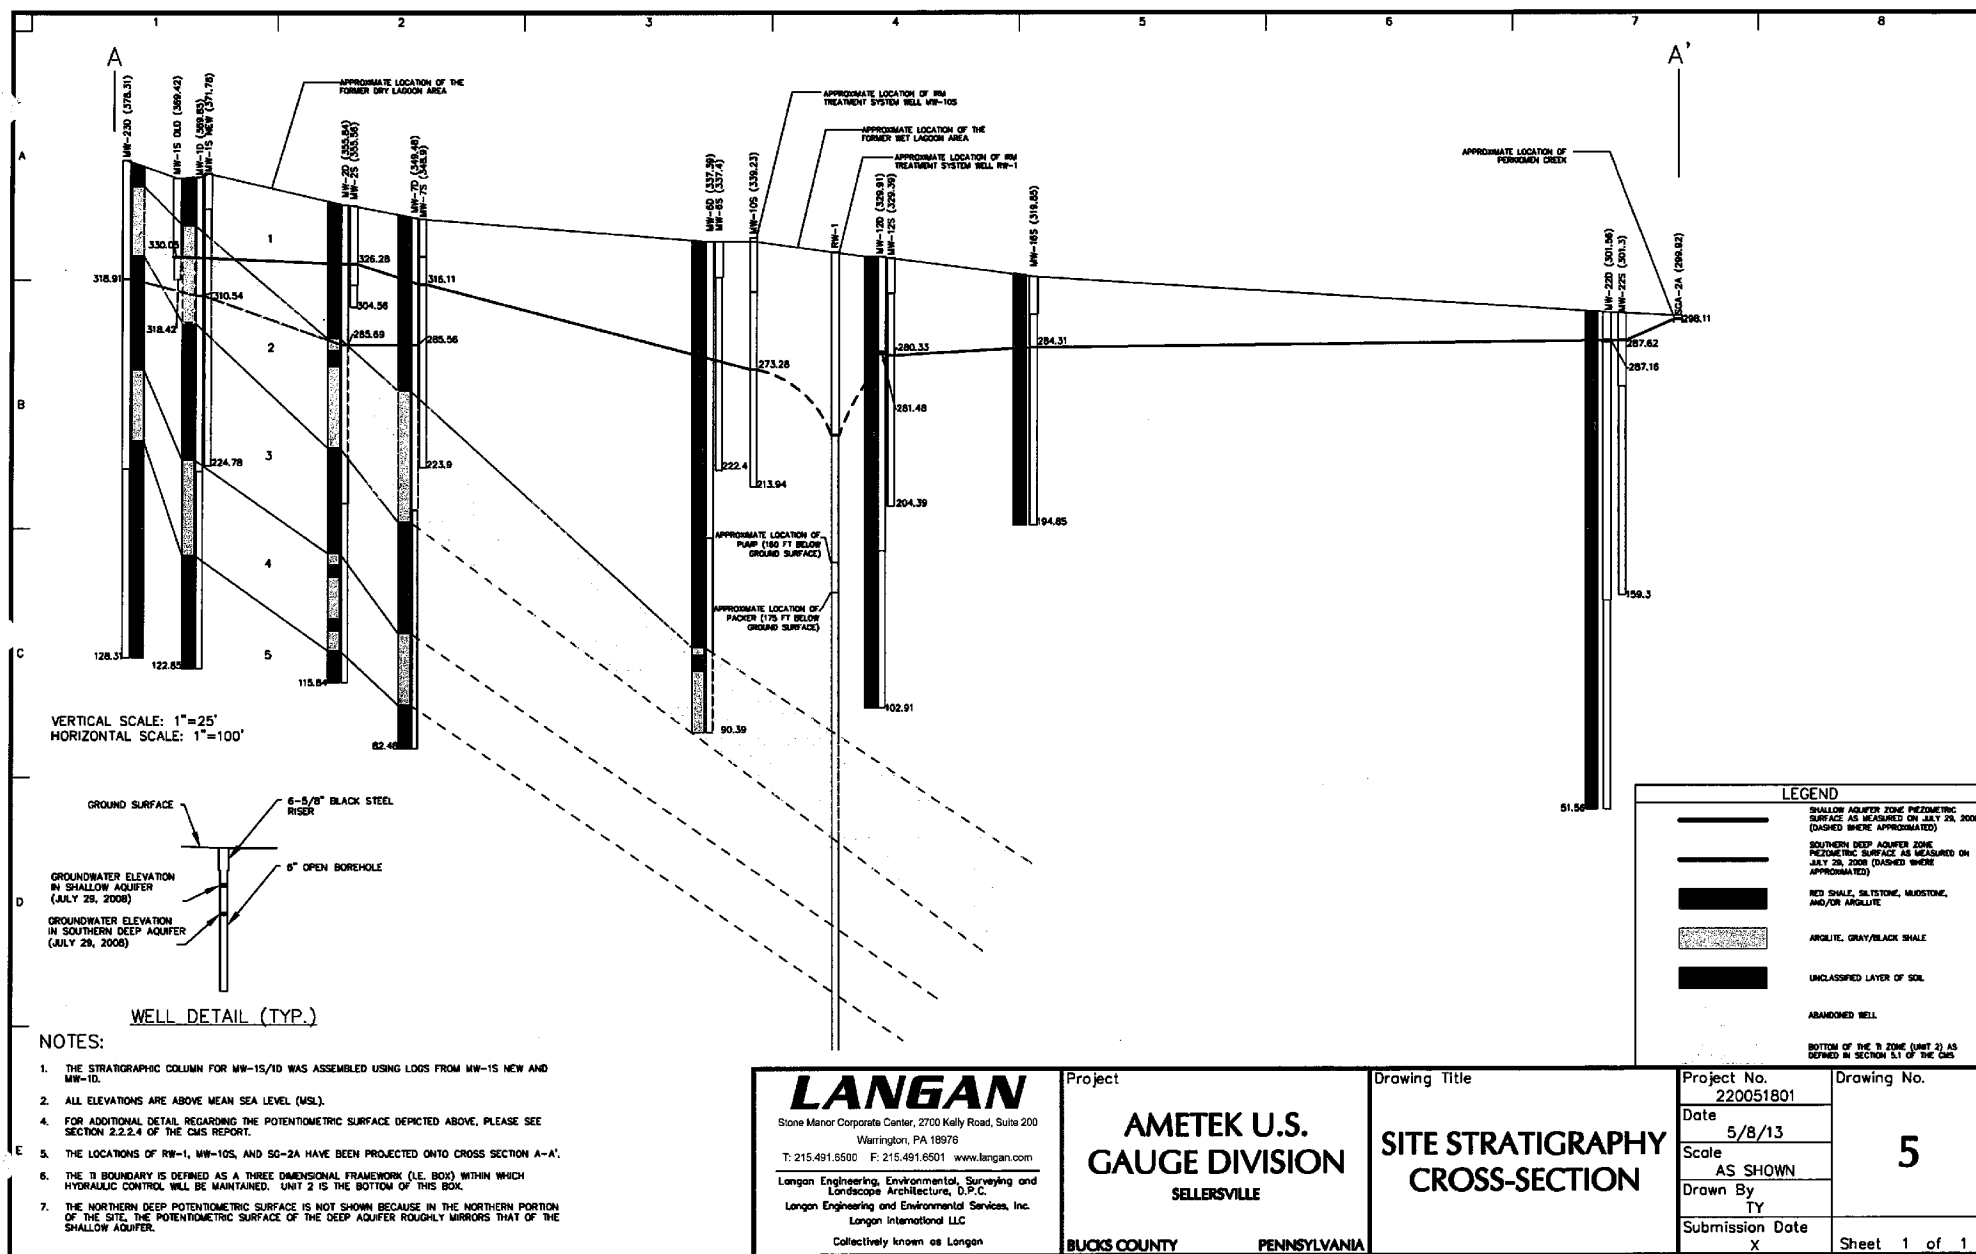 1 2 3 4 5 6 7 8
A
A'
MW-23D (378.31)
MW-1S OLD (369.42)
MW-1D (369.85)
MW-1S NEW (371.78)
APPROXIMATE LOCATION OF THE
FORMER DRY LAGOON AREA
MW-2D (355.84)
MW-2S (355.56)
MW-7D (349.48)
MW-7S (348.9)
MW-6D (337.39)
MW-6S (337.4)
MW-10S (339.23)
APPROXIMATE LOCATION OF IRM
TREATMENT SYSTEM WELL MW-10S
APPROXIMATE LOCATION OF THE
FORMER WET LAGOON AREA
APPROXIMATE LOCATION OF IRM
TREATMENT SYSTEM WELL RW-1
RW-1
MW-12D (329.91)
MW-12S (329.39)
MW-16S (319.85)
APPROXIMATE LOCATION OF
PERKIOMEN CREEK
MW-22D (301.56)
MW-22S (301.3)
SGA-2A (299.92)
A
B
C
D
E
330.05
318.91
310.54
318.42
326.28
304.56
316.11
285.69
285.56
273.28
280.33
281.48
284.31
298.11
287.62
287.16
1
2
3
4
5
224.78
223.9
222.4
213.94
204.39
194.85
159.3
APPROXIMATE LOCATION OF
PUMP (160 FT BELOW
GROUND SURFACE)
APPROXIMATE LOCATION OF
PACKER (175 FT BELOW
GROUND SURFACE)
128.31
122.85
115.84
82.48
90.39
102.91
51.56
VERTICAL SCALE: 1"=25'
HORIZONTAL SCALE: 1"=100'
GROUND SURFACE
6-5/8" BLACK STEEL
RISER
6" OPEN BOREHOLE
GROUNDWATER ELEVATION
IN SHALLOW AQUIFER
(JULY 29, 2008)
GROUNDWATER ELEVATION
IN SOUTHERN DEEP AQUIFER
(JULY 29, 2008)
WELL DETAIL (TYP.)
LEGEND
SHALLOW AQUIFER ZONE PIEZOMETRIC
SURFACE AS MEASURED ON JULY 29, 2008
(DASHED WHERE APPROXIMATED)
SOUTHERN DEEP AQUIFER ZONE
PIEZOMETRIC SURFACE AS MEASURED ON
JULY 29, 2008 (DASHED WHERE
APPROXIMATED)
RED SHALE, SILTSTONE, MUDSTONE,
AND/OR ARGILLITE
ARGILITE, GRAY/BLACK SHALE
UNCLASSIFIED LAYER OF SOIL
ABANDONED WELL
BOTTOM OF THE TI ZONE (UNIT 2) AS
DEFINED IN SECTION 5.1 OF THE CMS
NOTES:
1. THE STRATIGRAPHIC COLUMN FOR MW-1S/1D WAS ASSEMBLED USING LOGS FROM MW-1S NEW AND
MW-1D.
2. ALL ELEVATIONS ARE ABOVE MEAN SEA LEVEL (MSL).
4. FOR ADDITIONAL DETAIL REGARDING THE POTENTIOMETRIC SURFACE DEPICTED ABOVE, PLEASE SEE
SECTION 2.2.2.4 OF THE CMS REPORT.
5. THE LOCATIONS OF RW-1, MW-10S, AND SG-2A HAVE BEEN PROJECTED ONTO CROSS SECTION A-A'.
6. THE TI BOUNDARY IS DEFINED AS A THREE DIMENSIONAL FRAMEWORK (I.E. BOX) WITHIN WHICH
HYDRAULIC CONTROL WILL BE MAINTAINED. UNIT 2 IS THE BOTTOM OF THIS BOX.
7. THE NORTHERN DEEP POTENTIOMETRIC SURFACE IS NOT SHOWN BECAUSE IN THE NORTHERN PORTION
OF THE SITE, THE POTENTIOMETRIC SURFACE OF THE DEEP AQUIFER ROUGHLY MIRRORS THAT OF THE
SHALLOW AQUIFER.
LANGAN
Stone Manor Corporate Center, 2700 Kelly Road, Suite 200
Warrington, PA 18976
T: 215.491.6500 F: 215.491.6501 www.langan.com
Langan Engineering, Environmental, Surveying and
Landscape Architecture, D.P.C.
Langan Engineering and Environmental Services, Inc.
Langan International LLC
Collectively known as Langan
Project
AMETEK U.S.
GAUGE DIVISION
SELLERSVILLE
BUCKS COUNTY PENNSYLVANIA
Drawing Title
SITE STRATIGRAPHY
CROSS-SECTION
Project No.
220051801
Date
5/8/13
Scale
AS SHOWN
Drawn By
TY
Submission Date
X
Drawing No.
5
Sheet 1 of 1